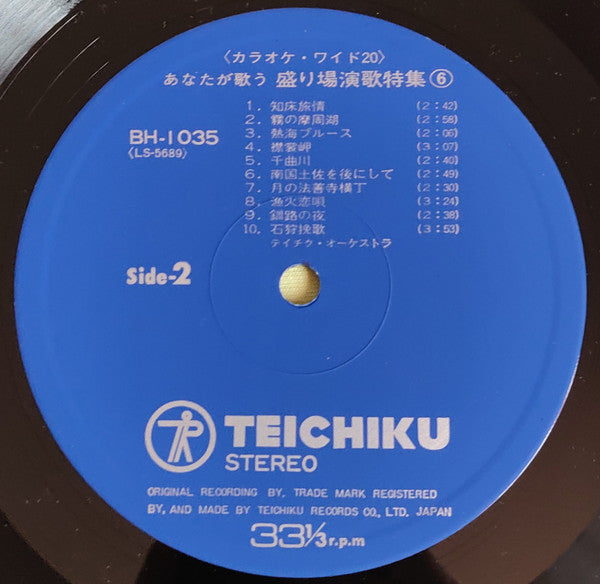 〈カラオケ・ワイド20〉
あなたが歌う 盛り場演歌特集⑥
BH-1035
〈LS-5689〉
1. 知床旅情 (2:42)
2. 霧の摩周湖 (2:58)
3. 熱海ブルース (2:06)
4. 襟裳岬 (3:07)
5. 千曲川 (2:40)
6. 南国土佐を後にして (2:49)
7. 月の法善寺横丁 (2:30)
8. 漁火恋唄 (3:24)
9. 釧路の夜 (2:38)
10. 石狩挽歌 (3:53)
テイチク・オーケストラ
Side-2
TEICHIKU
STEREO
ORIGINAL RECORDING BY, TRADE MARK REGISTERED
BY, AND MADE BY TEICHIKU RECORDS CO., LTD. JAPAN
33⅓r.p.m